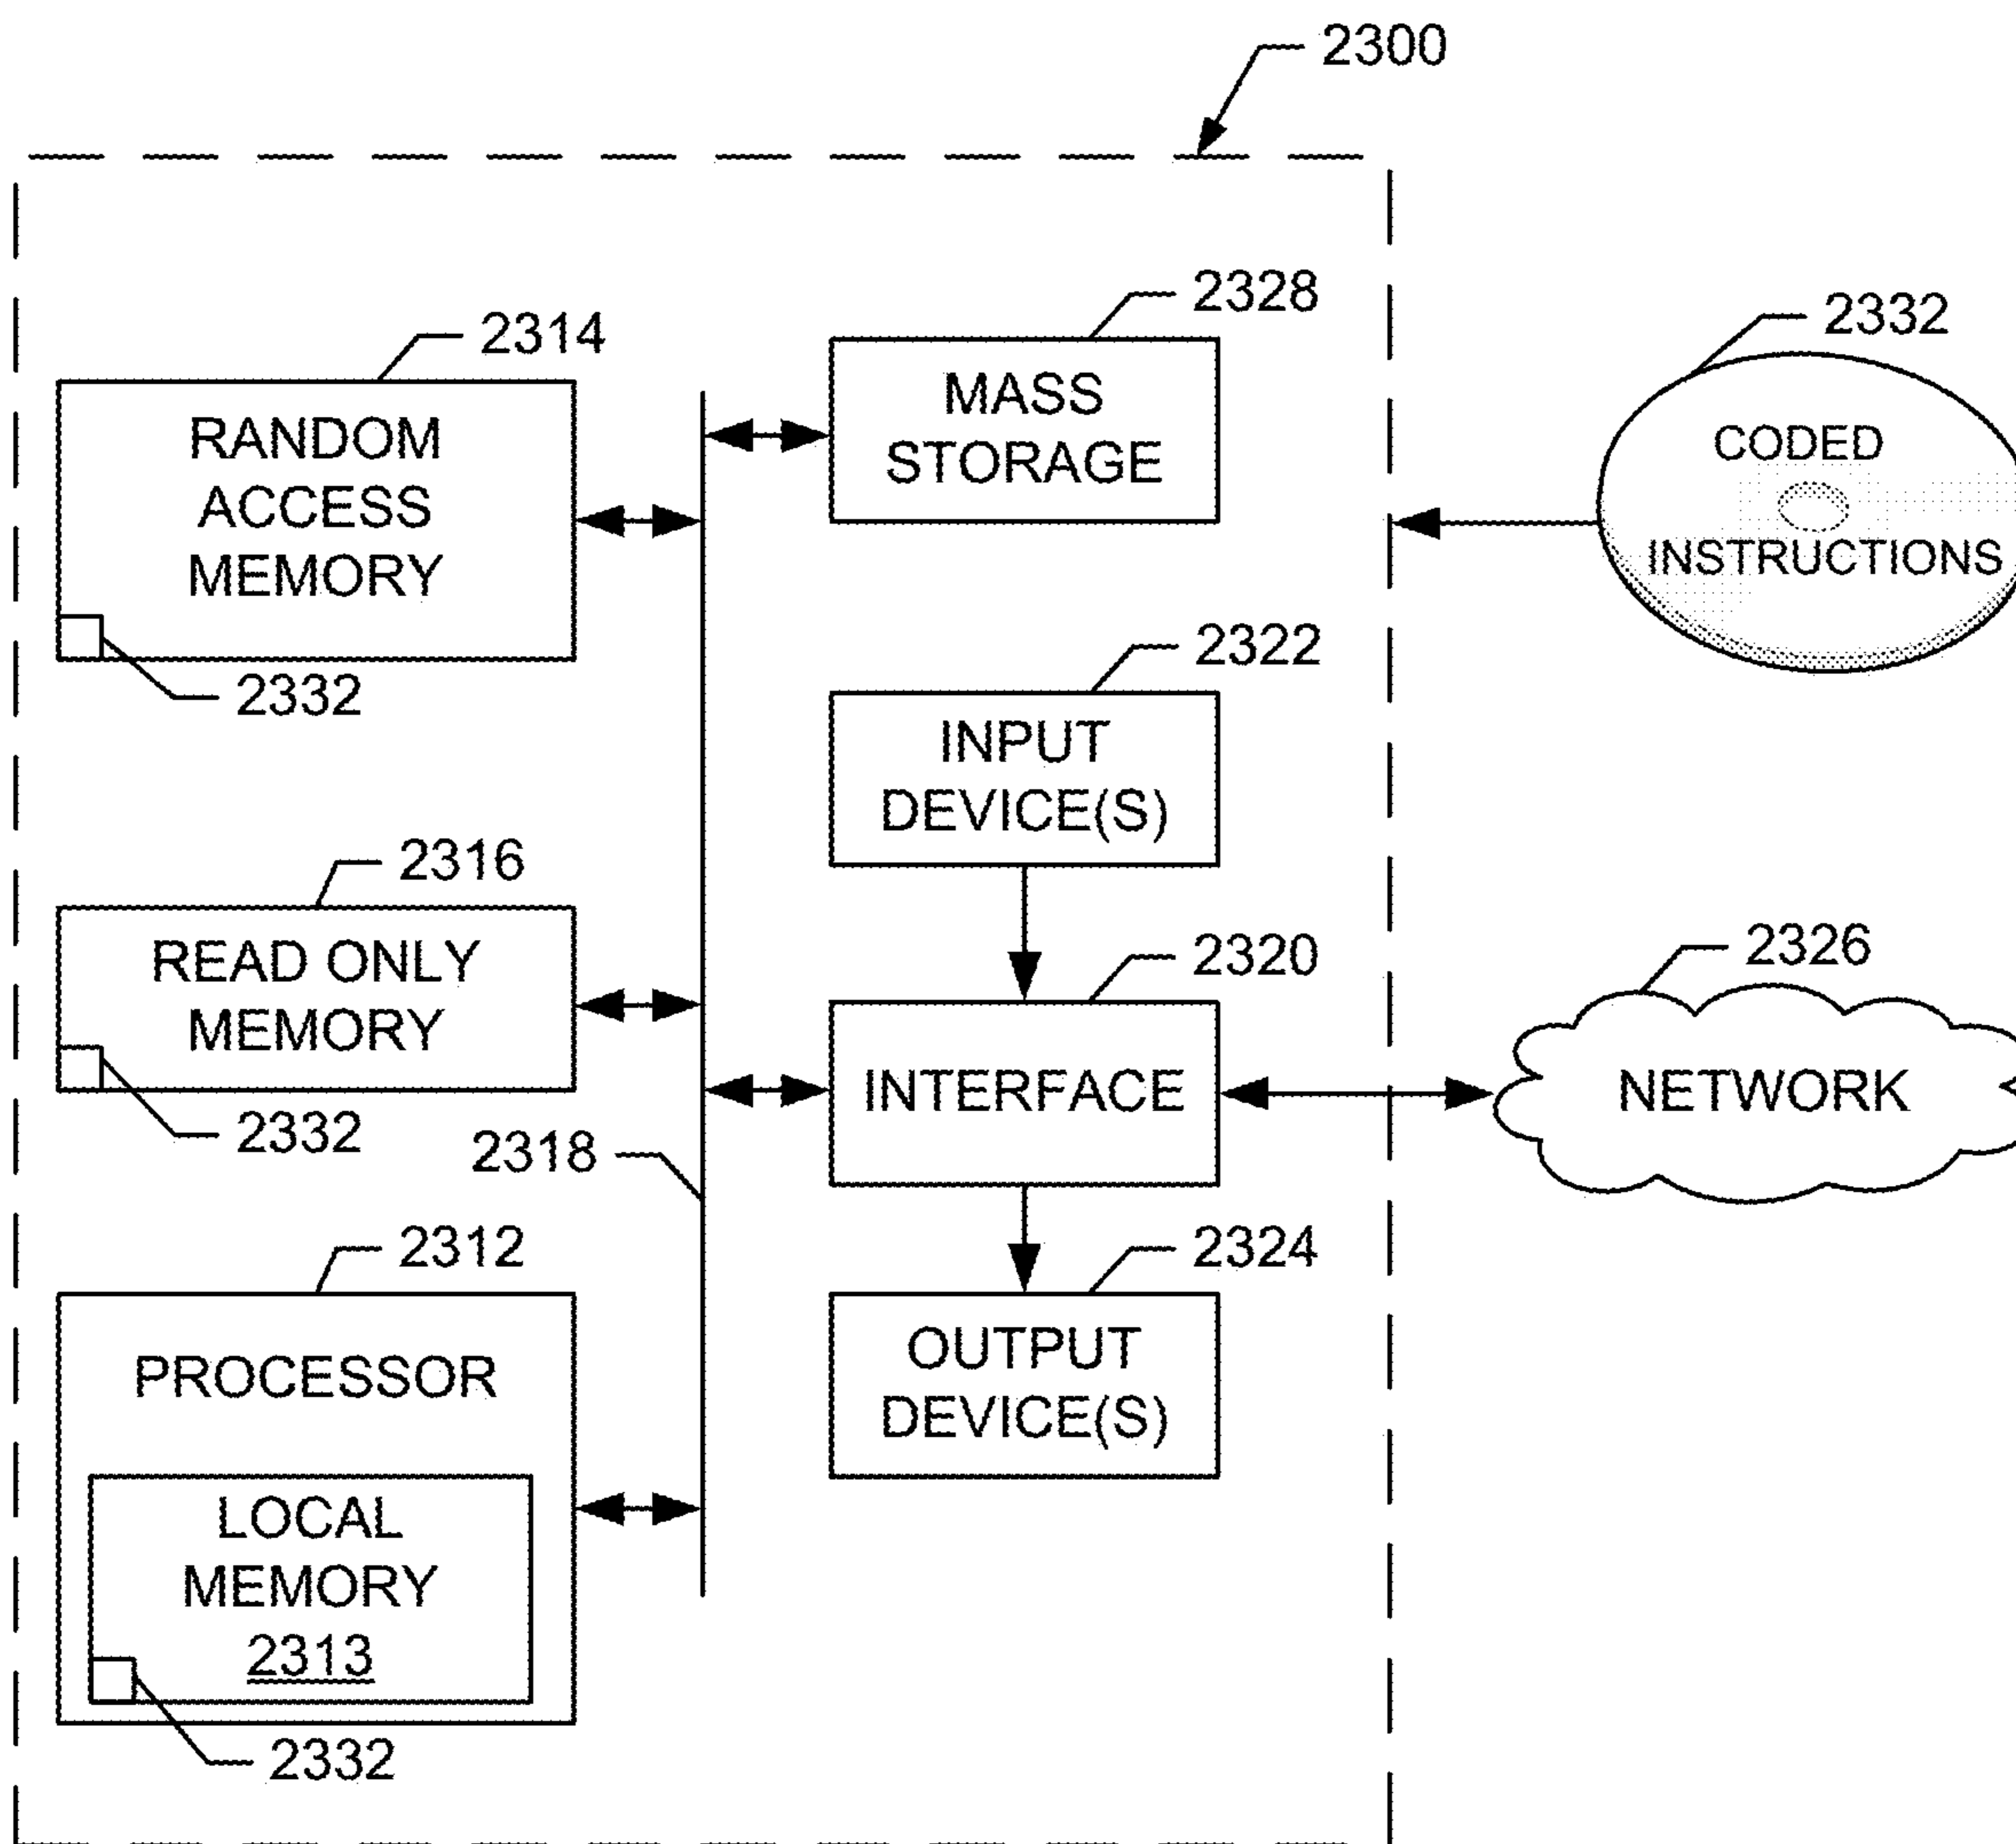 2300
2328
2314
2332
MASS
STORAGE
RANDOM
ACCESS
MEMORY
CODED
INSTRUCTIONS
2332
2322
INPUT
DEVICE(S)
2316
READ ONLY
MEMORY
2332
2320
2326
INTERFACE
NETWORK
2318
2312
2324
PROCESSOR
OUTPUT
DEVICE(S)
LOCAL
MEMORY
2313
2332